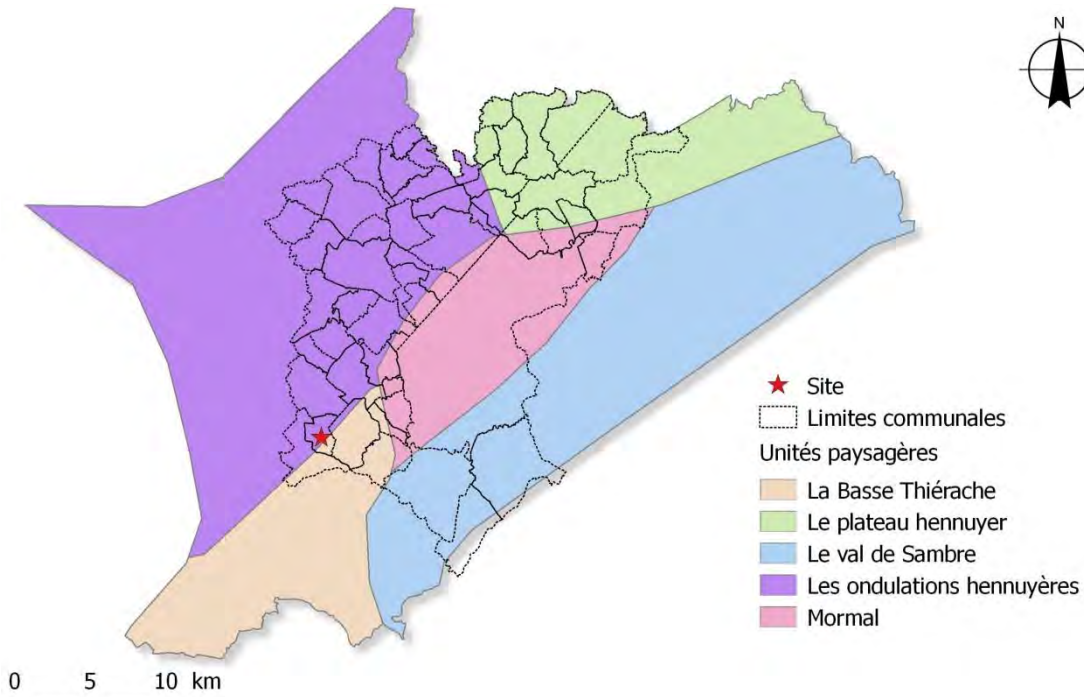 N
Site
Limites communales
Unités paysagères
La Basse Thiérache
Le plateau hennuyer
Le val de Sambre
Les ondulations hennuyères
Mormal
0 5 10 km